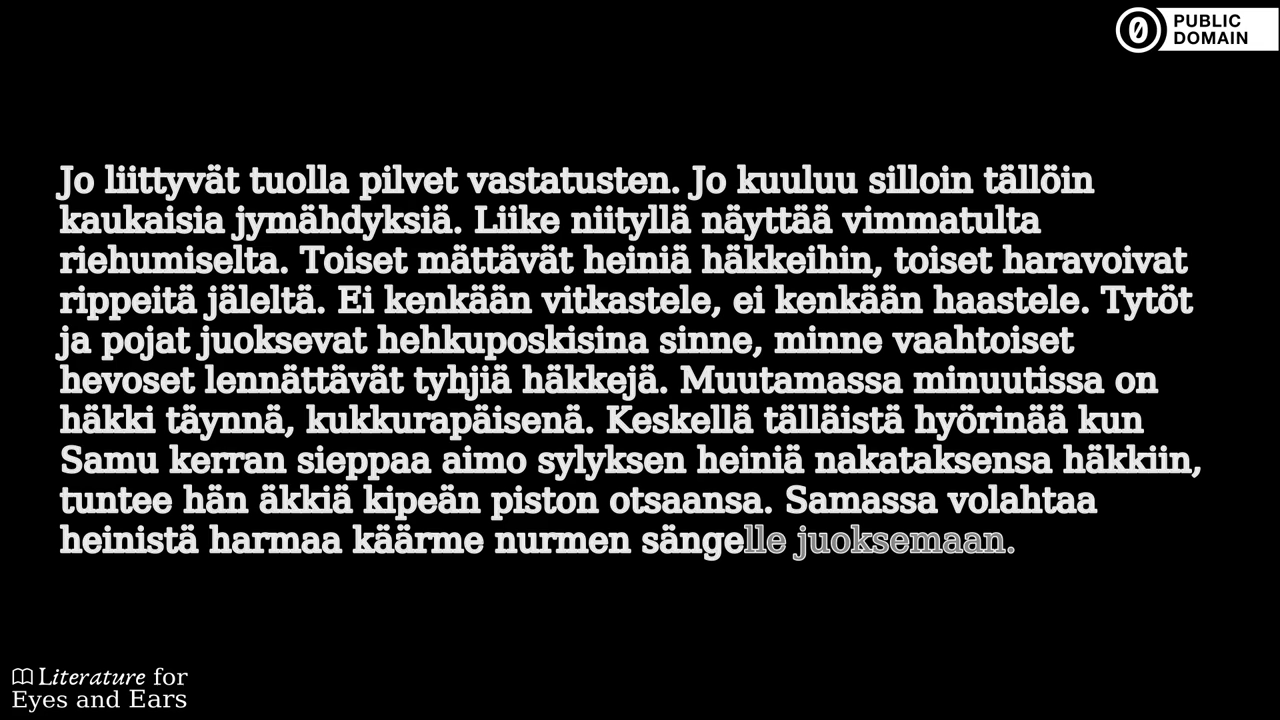 PUBLIC
DOMAIN
Jo liittyvät tuolla pilvet vastatusten. Jo kuuluu silloin tällöin
kaukaisia jymähdyksiä. Liike niityllä näyttää vimmatulta
riehumiselta. Toiset mättävät heiniä häkkeihin, toiset haravoivat
rippeitä jäleltä. Ei kenkään vitkastele, ei kenkään haastele. Tytöt
ja pojat juoksevat hehkuposkisina sinne, minne vaahtoiset
hevoset lennättävät tyhjiä häkkejä. Muutamassa minuutissa on
häkki täynnä, kukkurapäisenä. Keskellä tälläistä hyörinää kun
Samu kerran sieppaa aimo sylyksen heiniä nakataksensa häkkiin,
tuntee hän äkkiä kipeän piston otsaansa. Samassa volahtaa
heinistä harmaa käärme nurmen sängelle juoksemaan.
Literature for
Eyes and Ears